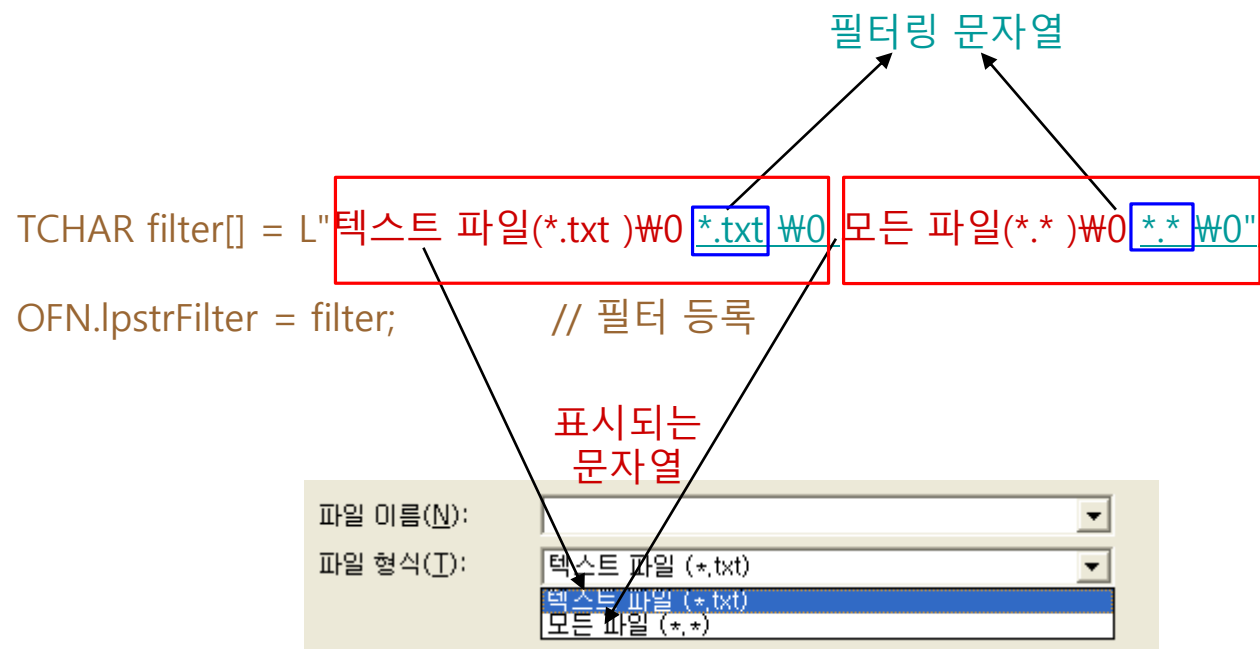 필터링 문자열
TCHAR filter[] = L"텍스트 파일(*.txt )₩0 *.txt ₩0 모든 파일(*.* )₩0 *.* ₩0"
OFN.lpstrFilter = filter; // 필터 등록
표시되는
문자열
파일 이름(N):
파일 형식(T): 텍스트 파일 (*.txt)
텍스트 파일 (*.txt)
모든 파일 (*.*)